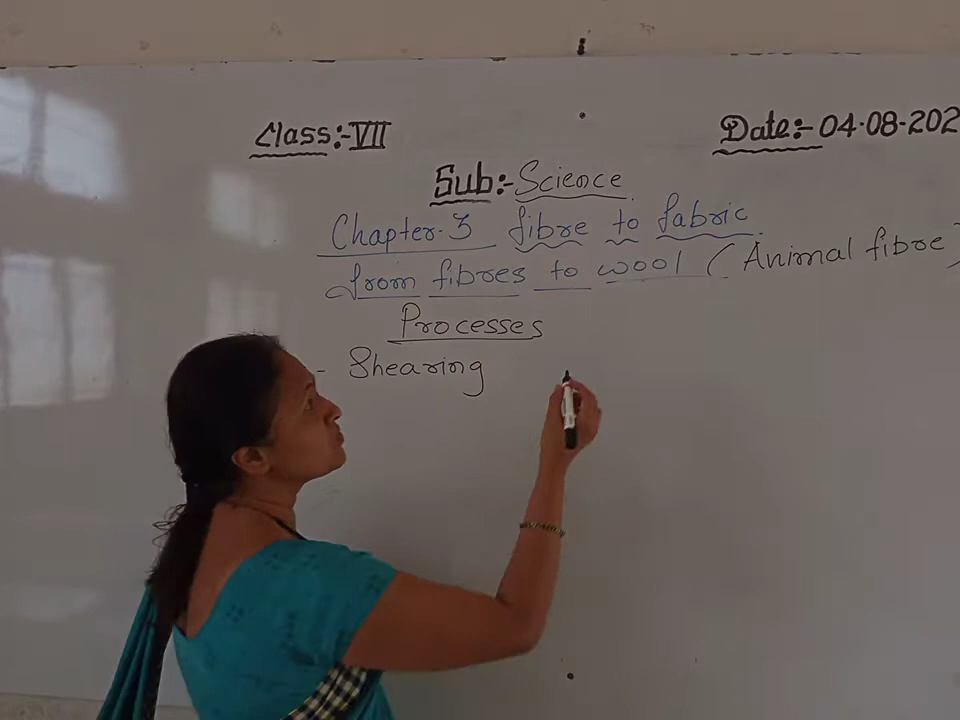 Class:- VII
Date:- 04-08-202
Sub:- Science
Chapter-3 fibre to fabric
from fibres to wool (Animal fibre)
Processes
- Shearing